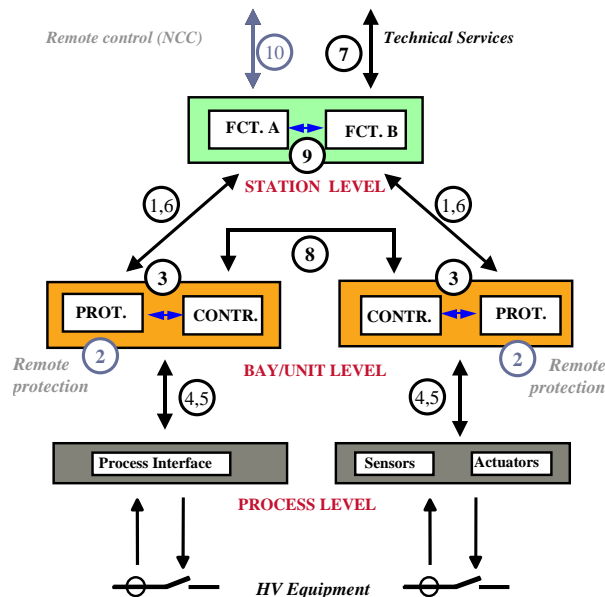 Remote control (NCC)
10
7
Technical Services
FCT. A
FCT. B
9
STATION LEVEL
1,6
1,6
8
3
3
PROT.
CONTR.
CONTR.
PROT.
2
2
Remote
protection
BAY/UNIT LEVEL
Remote
protection
4,5
4,5
Process Interface
Sensors
Actuators
PROCESS LEVEL
HV Equipment